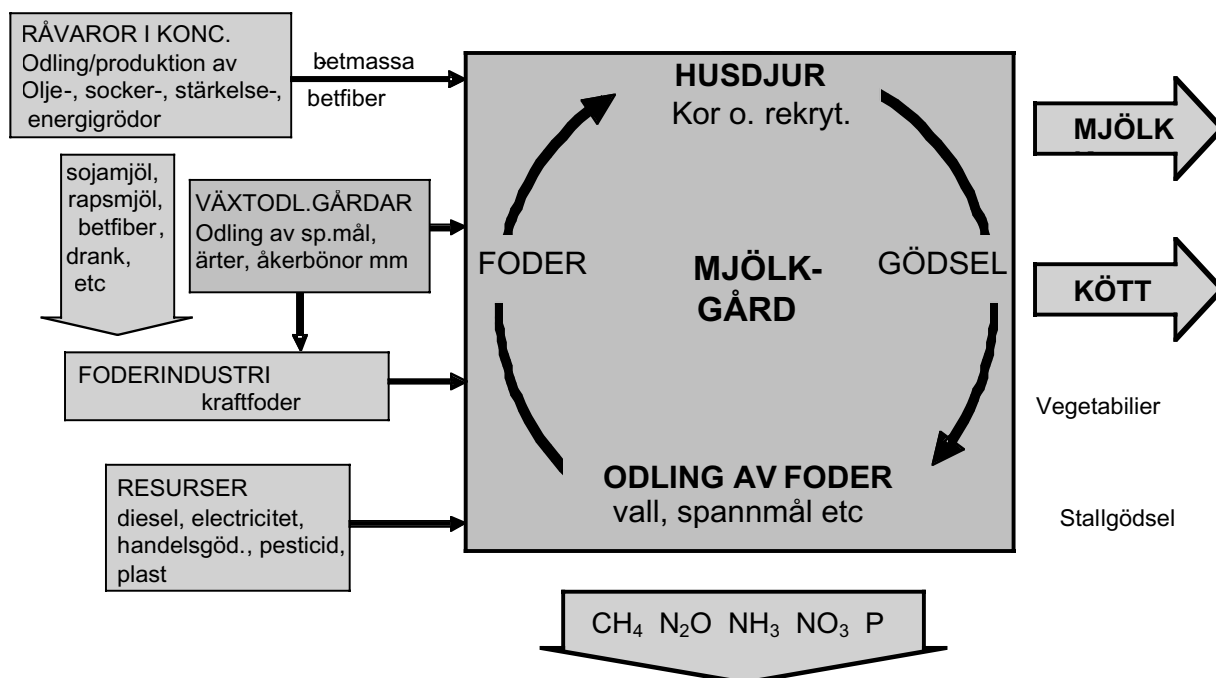 RÅVAROR I KONC.
Odling/produktion av
Olje-, socker-, stärkelse-,
energigrödor
betmassa
betfiber
sojamjöl,
rapsmjöl,
betfiber,
drank,
etc
VÄXTODL.GÅRDAR
Odling av sp.mål,
ärter, åkerbönor mm
FODERINDUSTRI
kraftfoder
RESURSER
diesel, electricitet,
handelsgöd., pesticid,
plast
HUSDJUR
Kor o. rekryt.
FODER
MJÖLK-
GÅRD
GÖDSEL
ODLING AV FODER
vall, spannmål etc
MJÖLK
KÖTT
Vegetabilier
Stallgödsel
CH₄ N₂O NH₃ NO₃ P